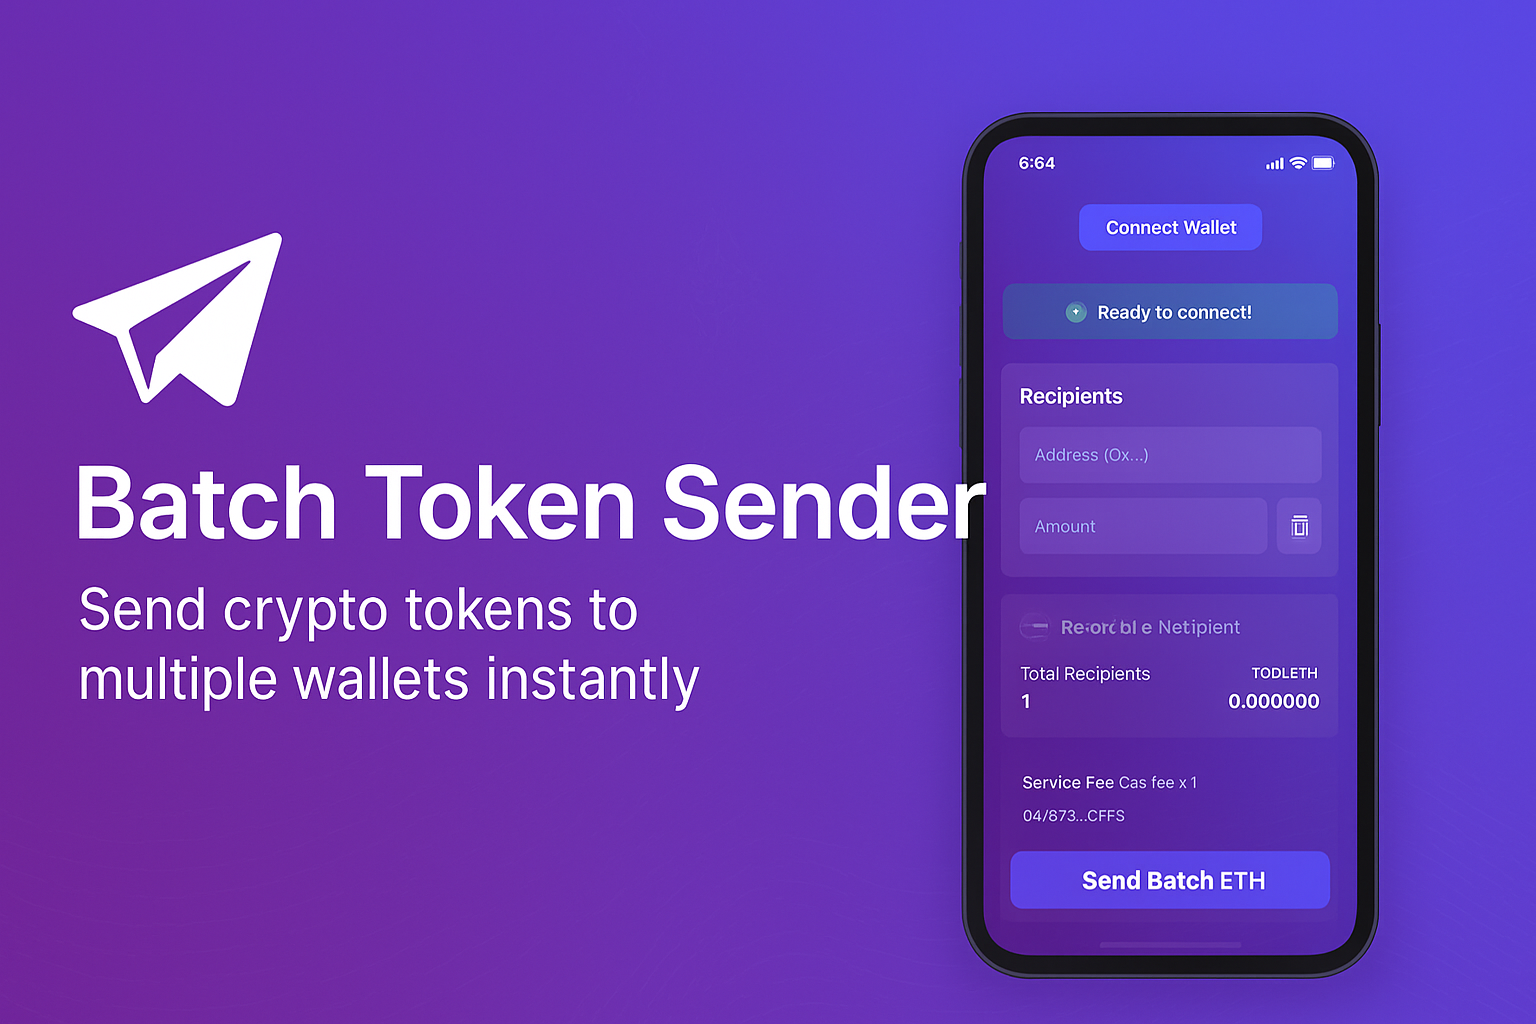 Batch Token Sender
Send crypto tokens to
multiple wallets instantly
6:64
Connect Wallet
Ready to connect!
Recipients
Address (Ox...)
Amount
Netipient
Total Recipients
TODLETH
1
0.000000
Service Fee Cas fee x 1
04/873...CFFS
Send Batch ETH